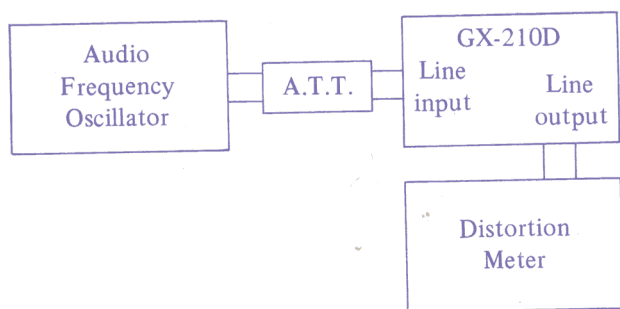 Audio
Frequency
Oscillator
A.T.T.
GX-210D
Line
input
Line
output
Distortion
Meter